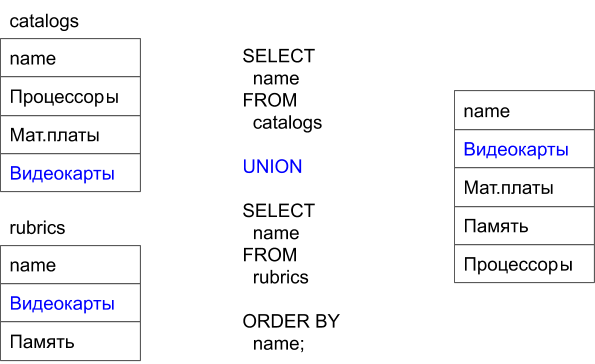 catalogs
name
Процессоры
Мат.платы
Видеокарты
rubrics
name
Видеокарты
Память
SELECT
name
FROM
catalogs
UNION
SELECT
name
FROM
rubrics
ORDER BY
name;
name
Видеокарты
Мат.платы
Память
Процессоры